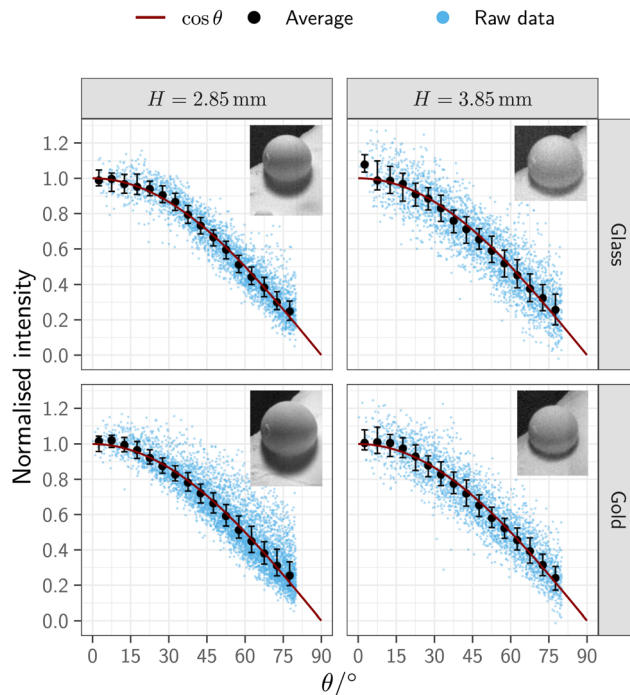 cos θ Average Raw data
H = 2.85 mm H = 3.85 mm
1.2
1.0
0.8
0.6
0.4
0.2
0.0
Glass
1.2
1.0
0.8
0.6
0.4
0.2
0.0
Gold
Normalised intensity
0 15 30 45 60 75 90 0 15 30 45 60 75 90
θ/°